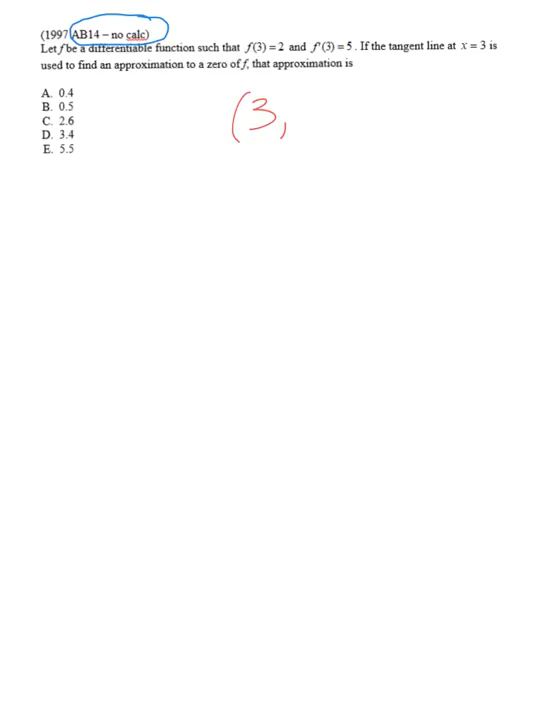 (1997 AB14 – no calc)
Let f be a differentiable function such that f(3) = 2 and f'(3) = 5. If the tangent line at x = 3 is
used to find an approximation to a zero of f, that approximation is
A. 0.4
B. 0.5
C. 2.6
D. 3.4
E. 5.5
(3,